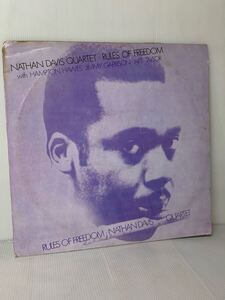 NATHAN DAVIS QUARTET : RULES OF FREEDOM
with HAMPTON HAWES JIMMY GARRISON ART TAYLOR
RULES OF FREEDOM : NATHAN DAVIS QUARTET